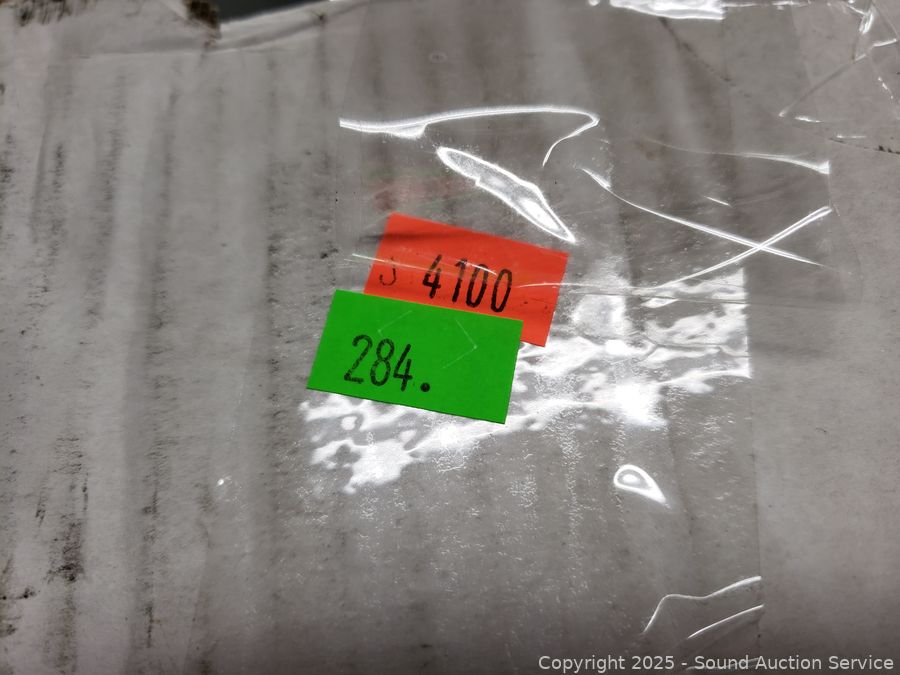 J 4100
284.
Copyright 2025 - Sound Auction Service